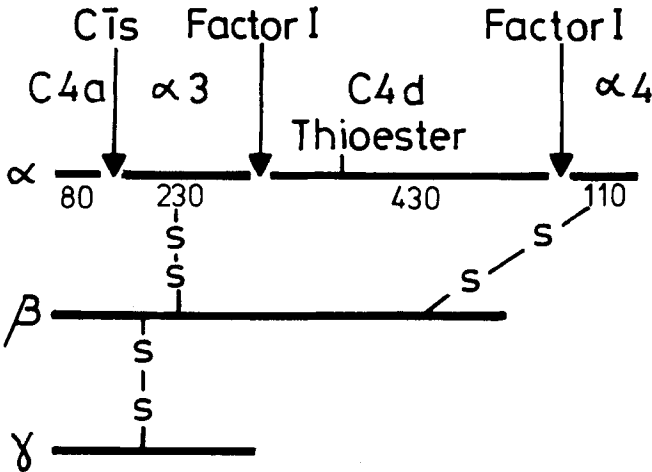 C1̄s Factor I Factor I
C4a α3 C4d α4
Thioester
α
80 230 430 110
S S
S S
β
S
S
γ